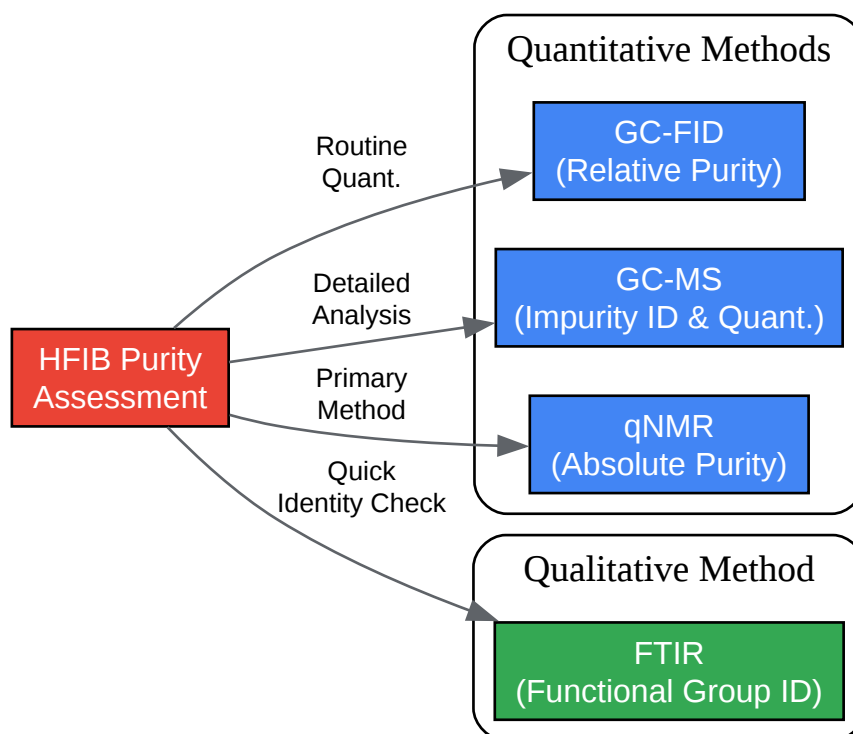 Quantitative Methods
GC-FID
(Relative Purity)
Routine
Quant.
GC-MS
(Impurity ID & Quant.)
Detailed
Analysis
HFIB Purity
Assessment
Primary
Method
qNMR
(Absolute Purity)
Quick
Identity Check
Qualitative Method
FTIR
(Functional Group ID)